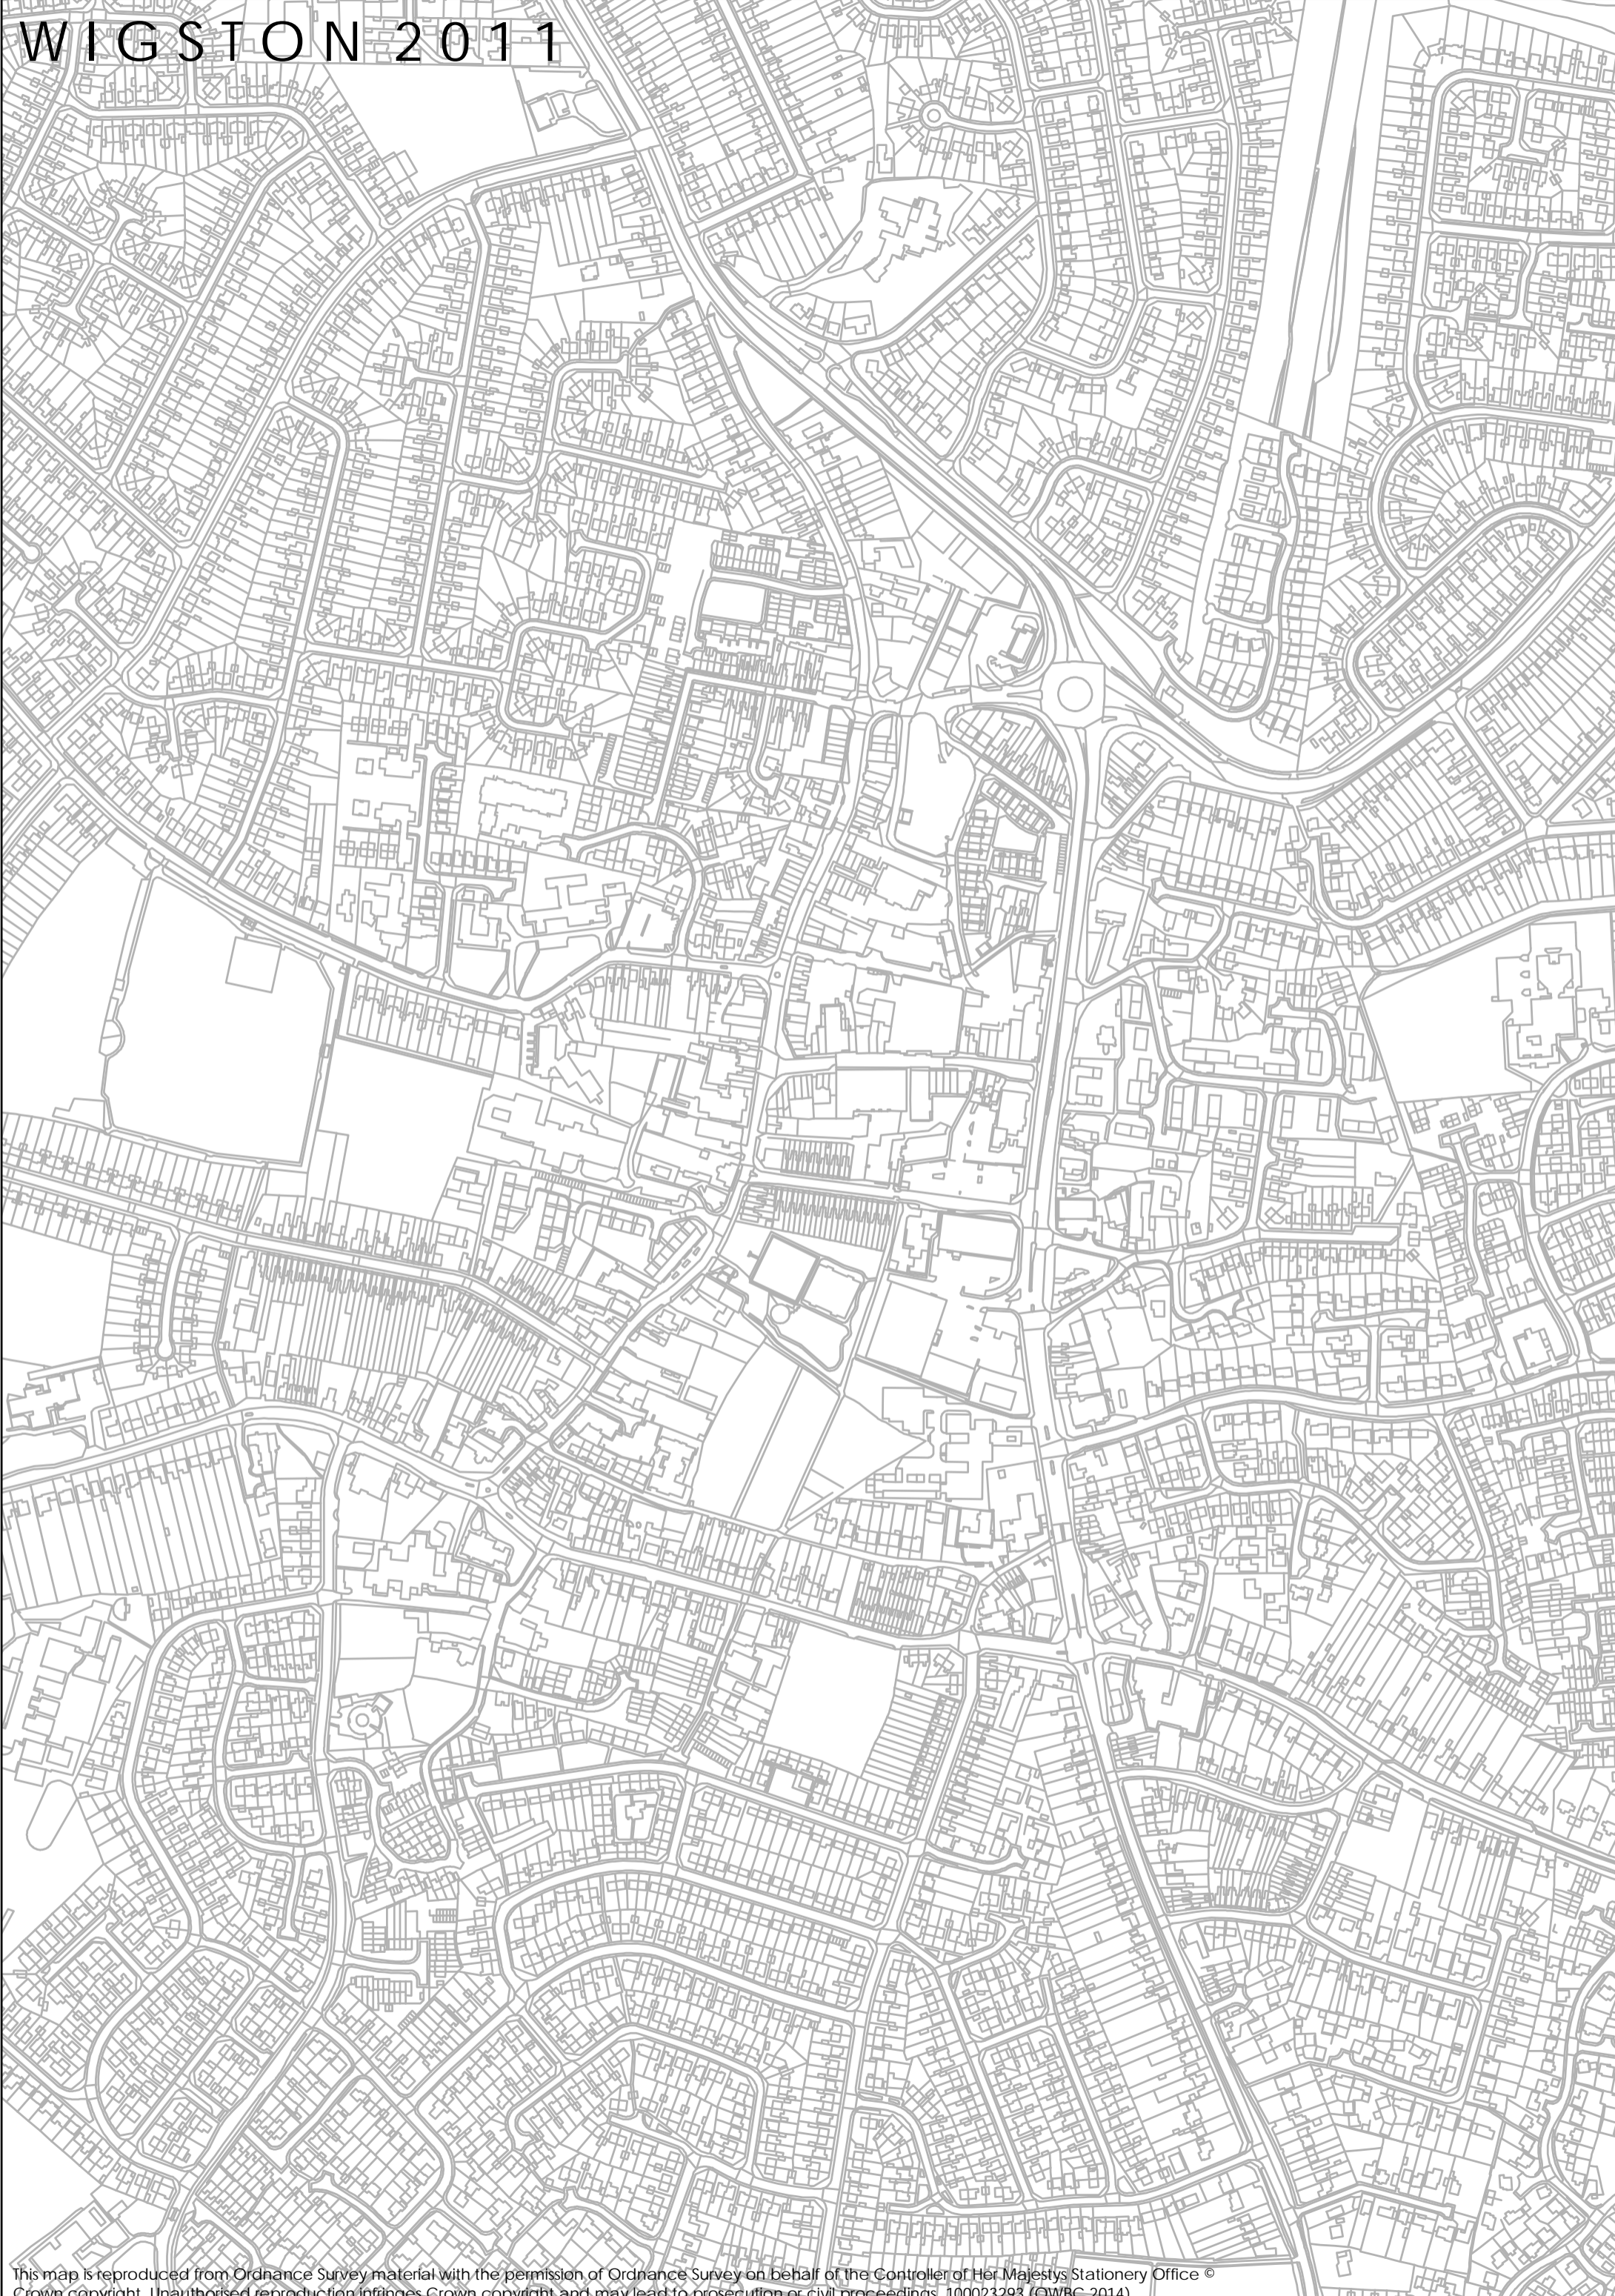 WIGSTON 2011
This map is reproduced from Ordnance Survey material with the permission of Ordnance Survey on behalf of the Controller of Her Majestys Stationery Office ©
Crown copyright. Unauthorised reproduction infringes Crown copyright and may lead to prosecution or civil proceedings. 100023293 (OWBC 2014)